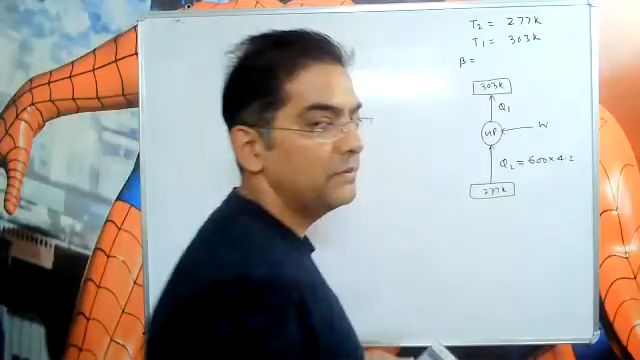 T₂ = 277K
T₁ = 303K
β =
303K
Q₁
HP
W
Q₂ = 600×4.2
277K